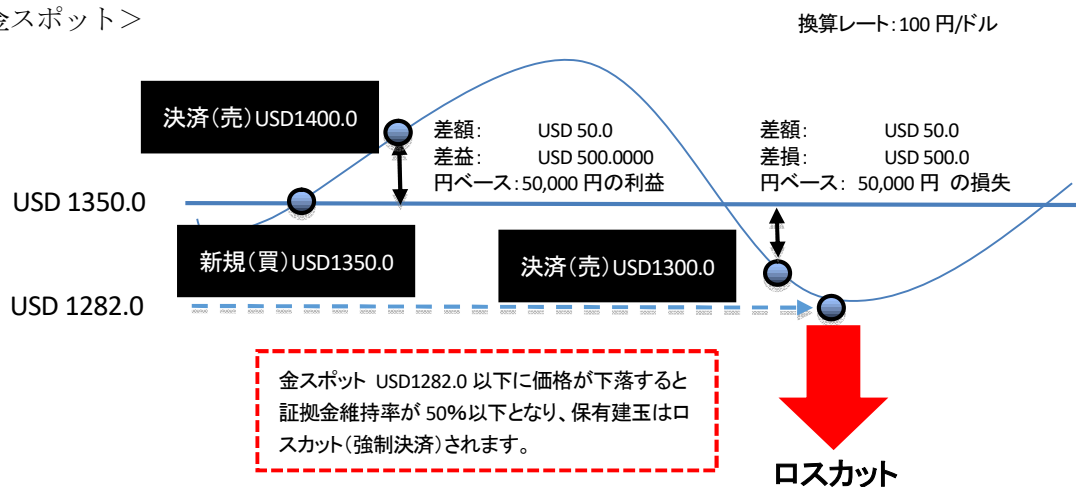 金スポット＞
換算レート：100 円/ドル
決済（売）USD1400.0
差額： USD 50.0
差益： USD 500.0000
円ベース：50,000 円の利益
差額： USD 50.0
差損： USD 500.0
円ベース： 50,000 円 の損失
USD 1350.0
新規（買）USD1350.0
決済（売）USD1300.0
USD 1282.0
金スポット USD1282.0 以下に価格が下落すると
証拠金維持率が 50%以下となり、保有建玉はロ
スカット（強制決済）されます。
ロスカット